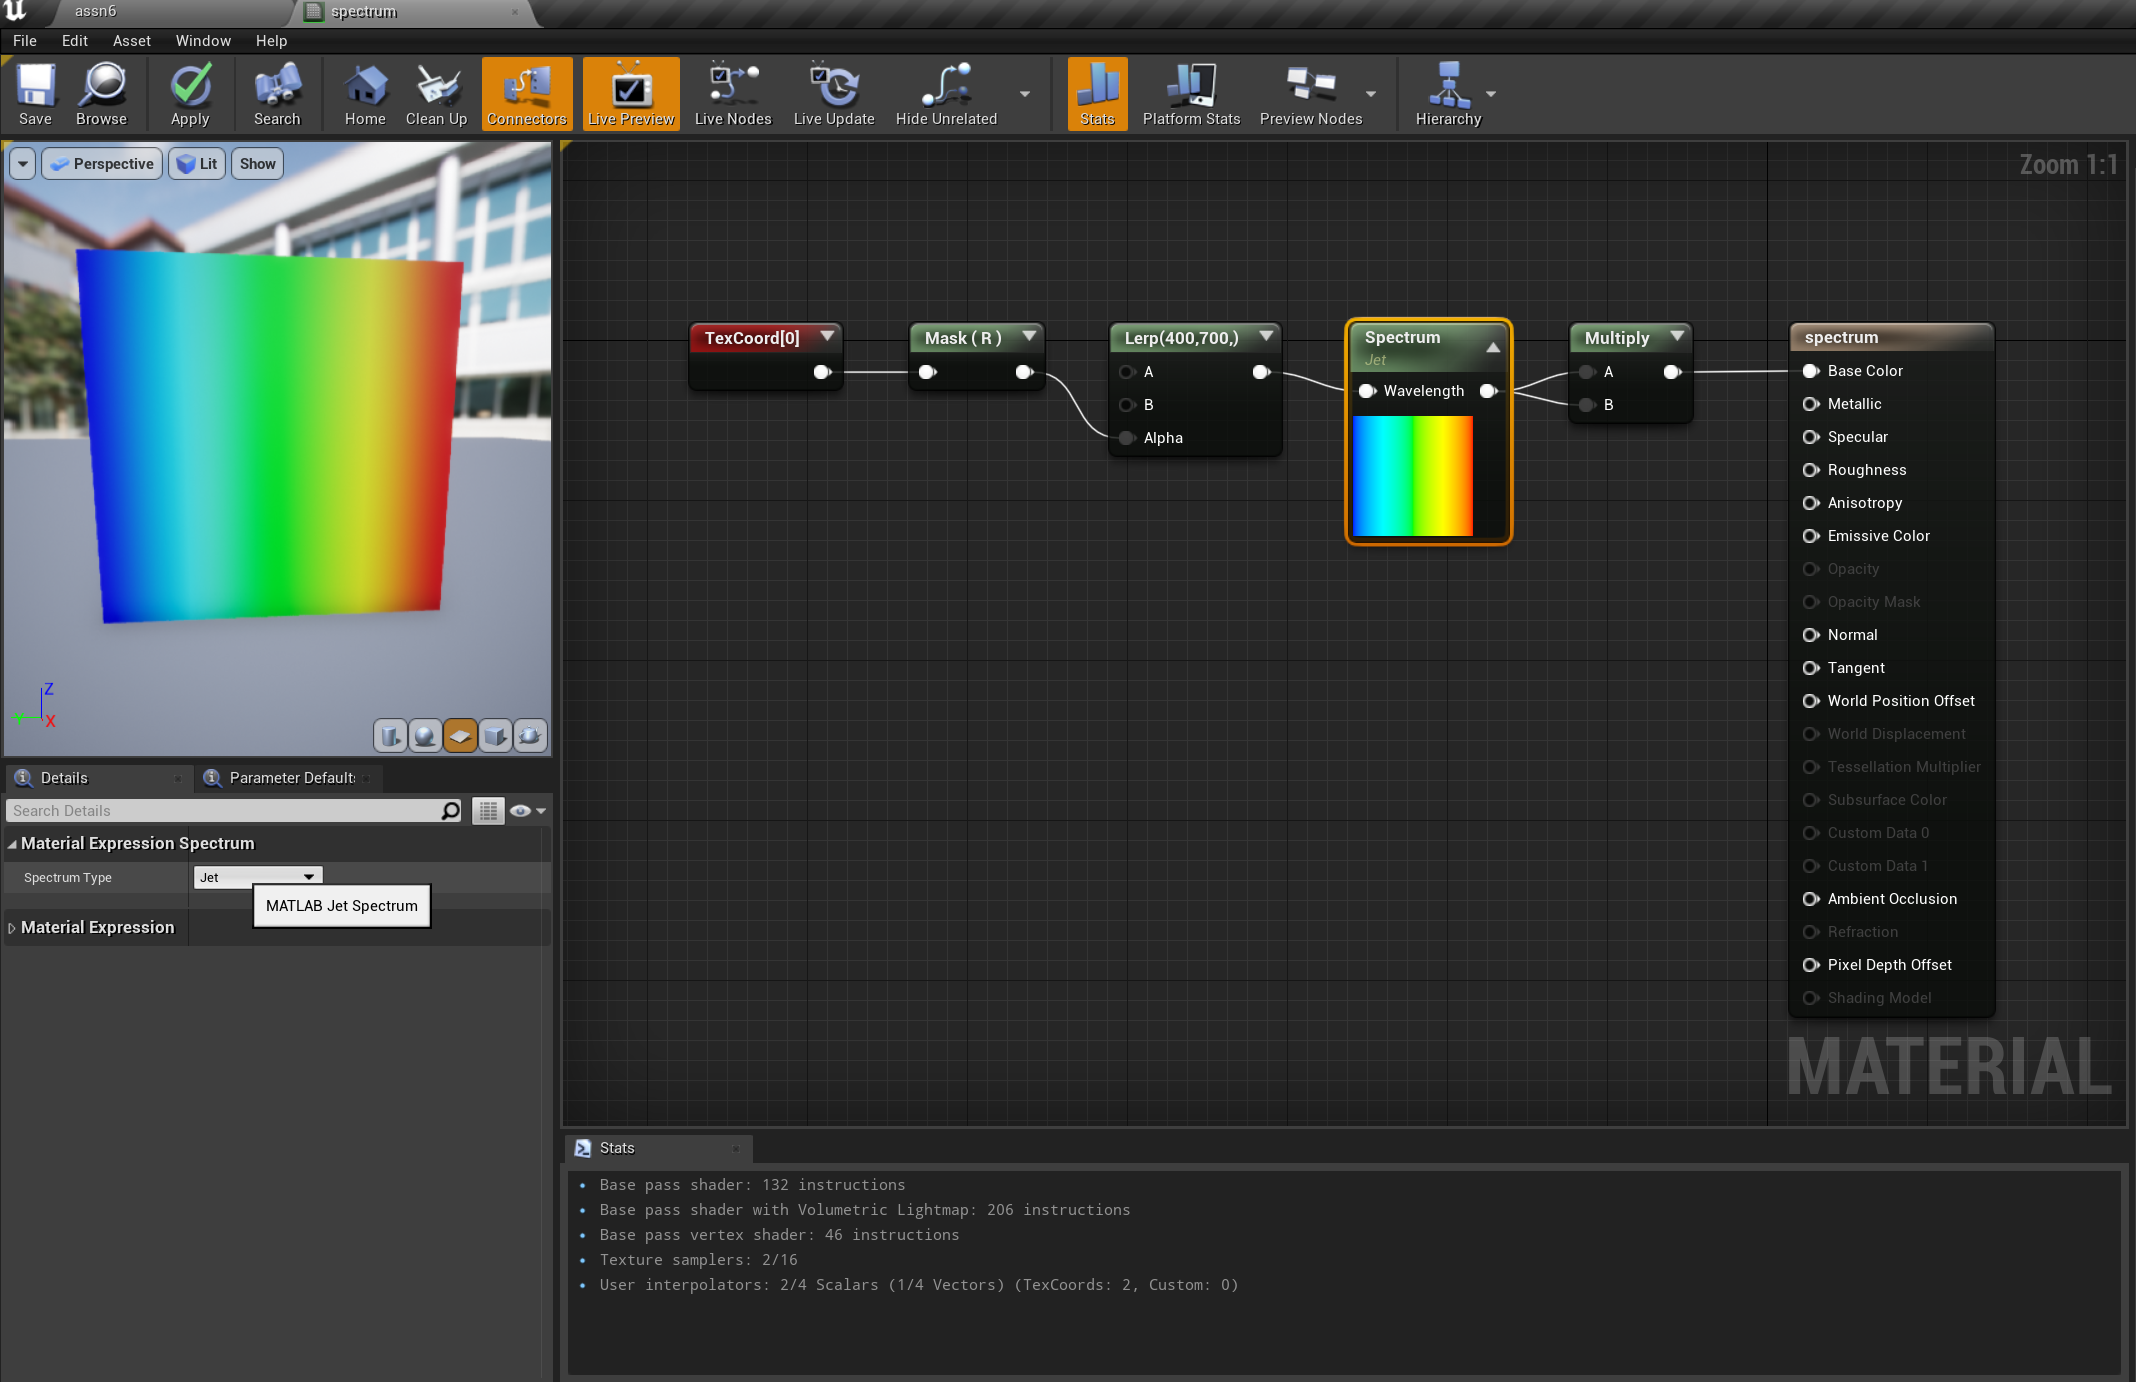 assn6
spectrum
File Edit Asset Window Help
Save Browse Apply Search Home Clean Up Connectors Live Preview Live Nodes Live Update Hide Unrelated Stats Platform Stats Preview Nodes Hierarchy
Perspective Lit Show
Zoom 1:1
Z
Y
X
TexCoord[0]
Mask ( R )
Lerp(400,700,)
A
B
Alpha
Spectrum
Jet
Wavelength
Multiply
A
B
spectrum
Base Color
Metallic
Specular
Roughness
Anisotropy
Emissive Color
Opacity
Opacity Mask
Normal
Tangent
World Position Offset
World Displacement
Tessellation Multiplier
Subsurface Color
Custom Data 0
Custom Data 1
Ambient Occlusion
Refraction
Pixel Depth Offset
Shading Model
MATERIAL
Details
Parameter Default
Search Details
Material Expression Spectrum
Spectrum Type
Jet
MATLAB Jet Spectrum
Material Expression
Stats
Base pass shader: 132 instructions
Base pass shader with Volumetric Lightmap: 206 instructions
Base pass vertex shader: 46 instructions
Texture samplers: 2/16
User interpolators: 2/4 Scalars (1/4 Vectors) (TexCoords: 2, Custom: 0)